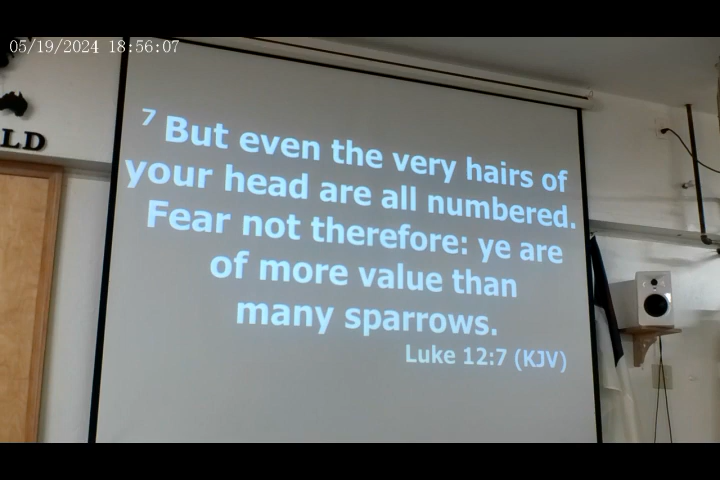 05/19/2024 18:56:07
LD
7 But even the very hairs of
your head are all numbered.
Fear not therefore: ye are
of more value than
many sparrows.
Luke 12:7 (KJV)